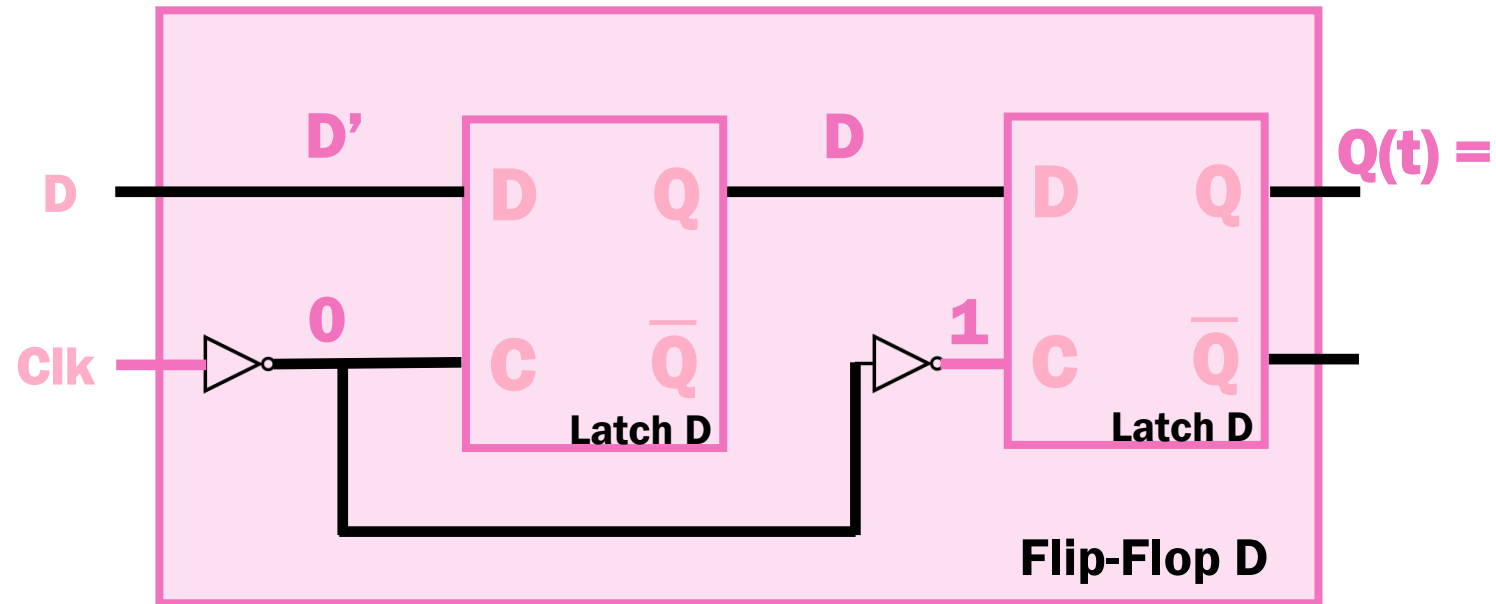 D’
D
Q(t) =
D
D
Q
D
Q
0
1
Clk
C
Q
C
Q
Latch D
Latch D
Flip-Flop D